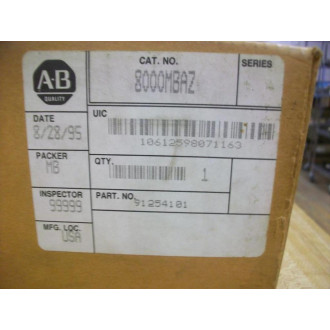 A-B
QUALITY
CAT. NO.
8000MBAZ
SERIES
DATE
8/28/95
UIC
10612598071163
PACKER
MB
QTY.
1
INSPECTOR
99999
PART. NO.
91254101
MFG. LOC.
USA